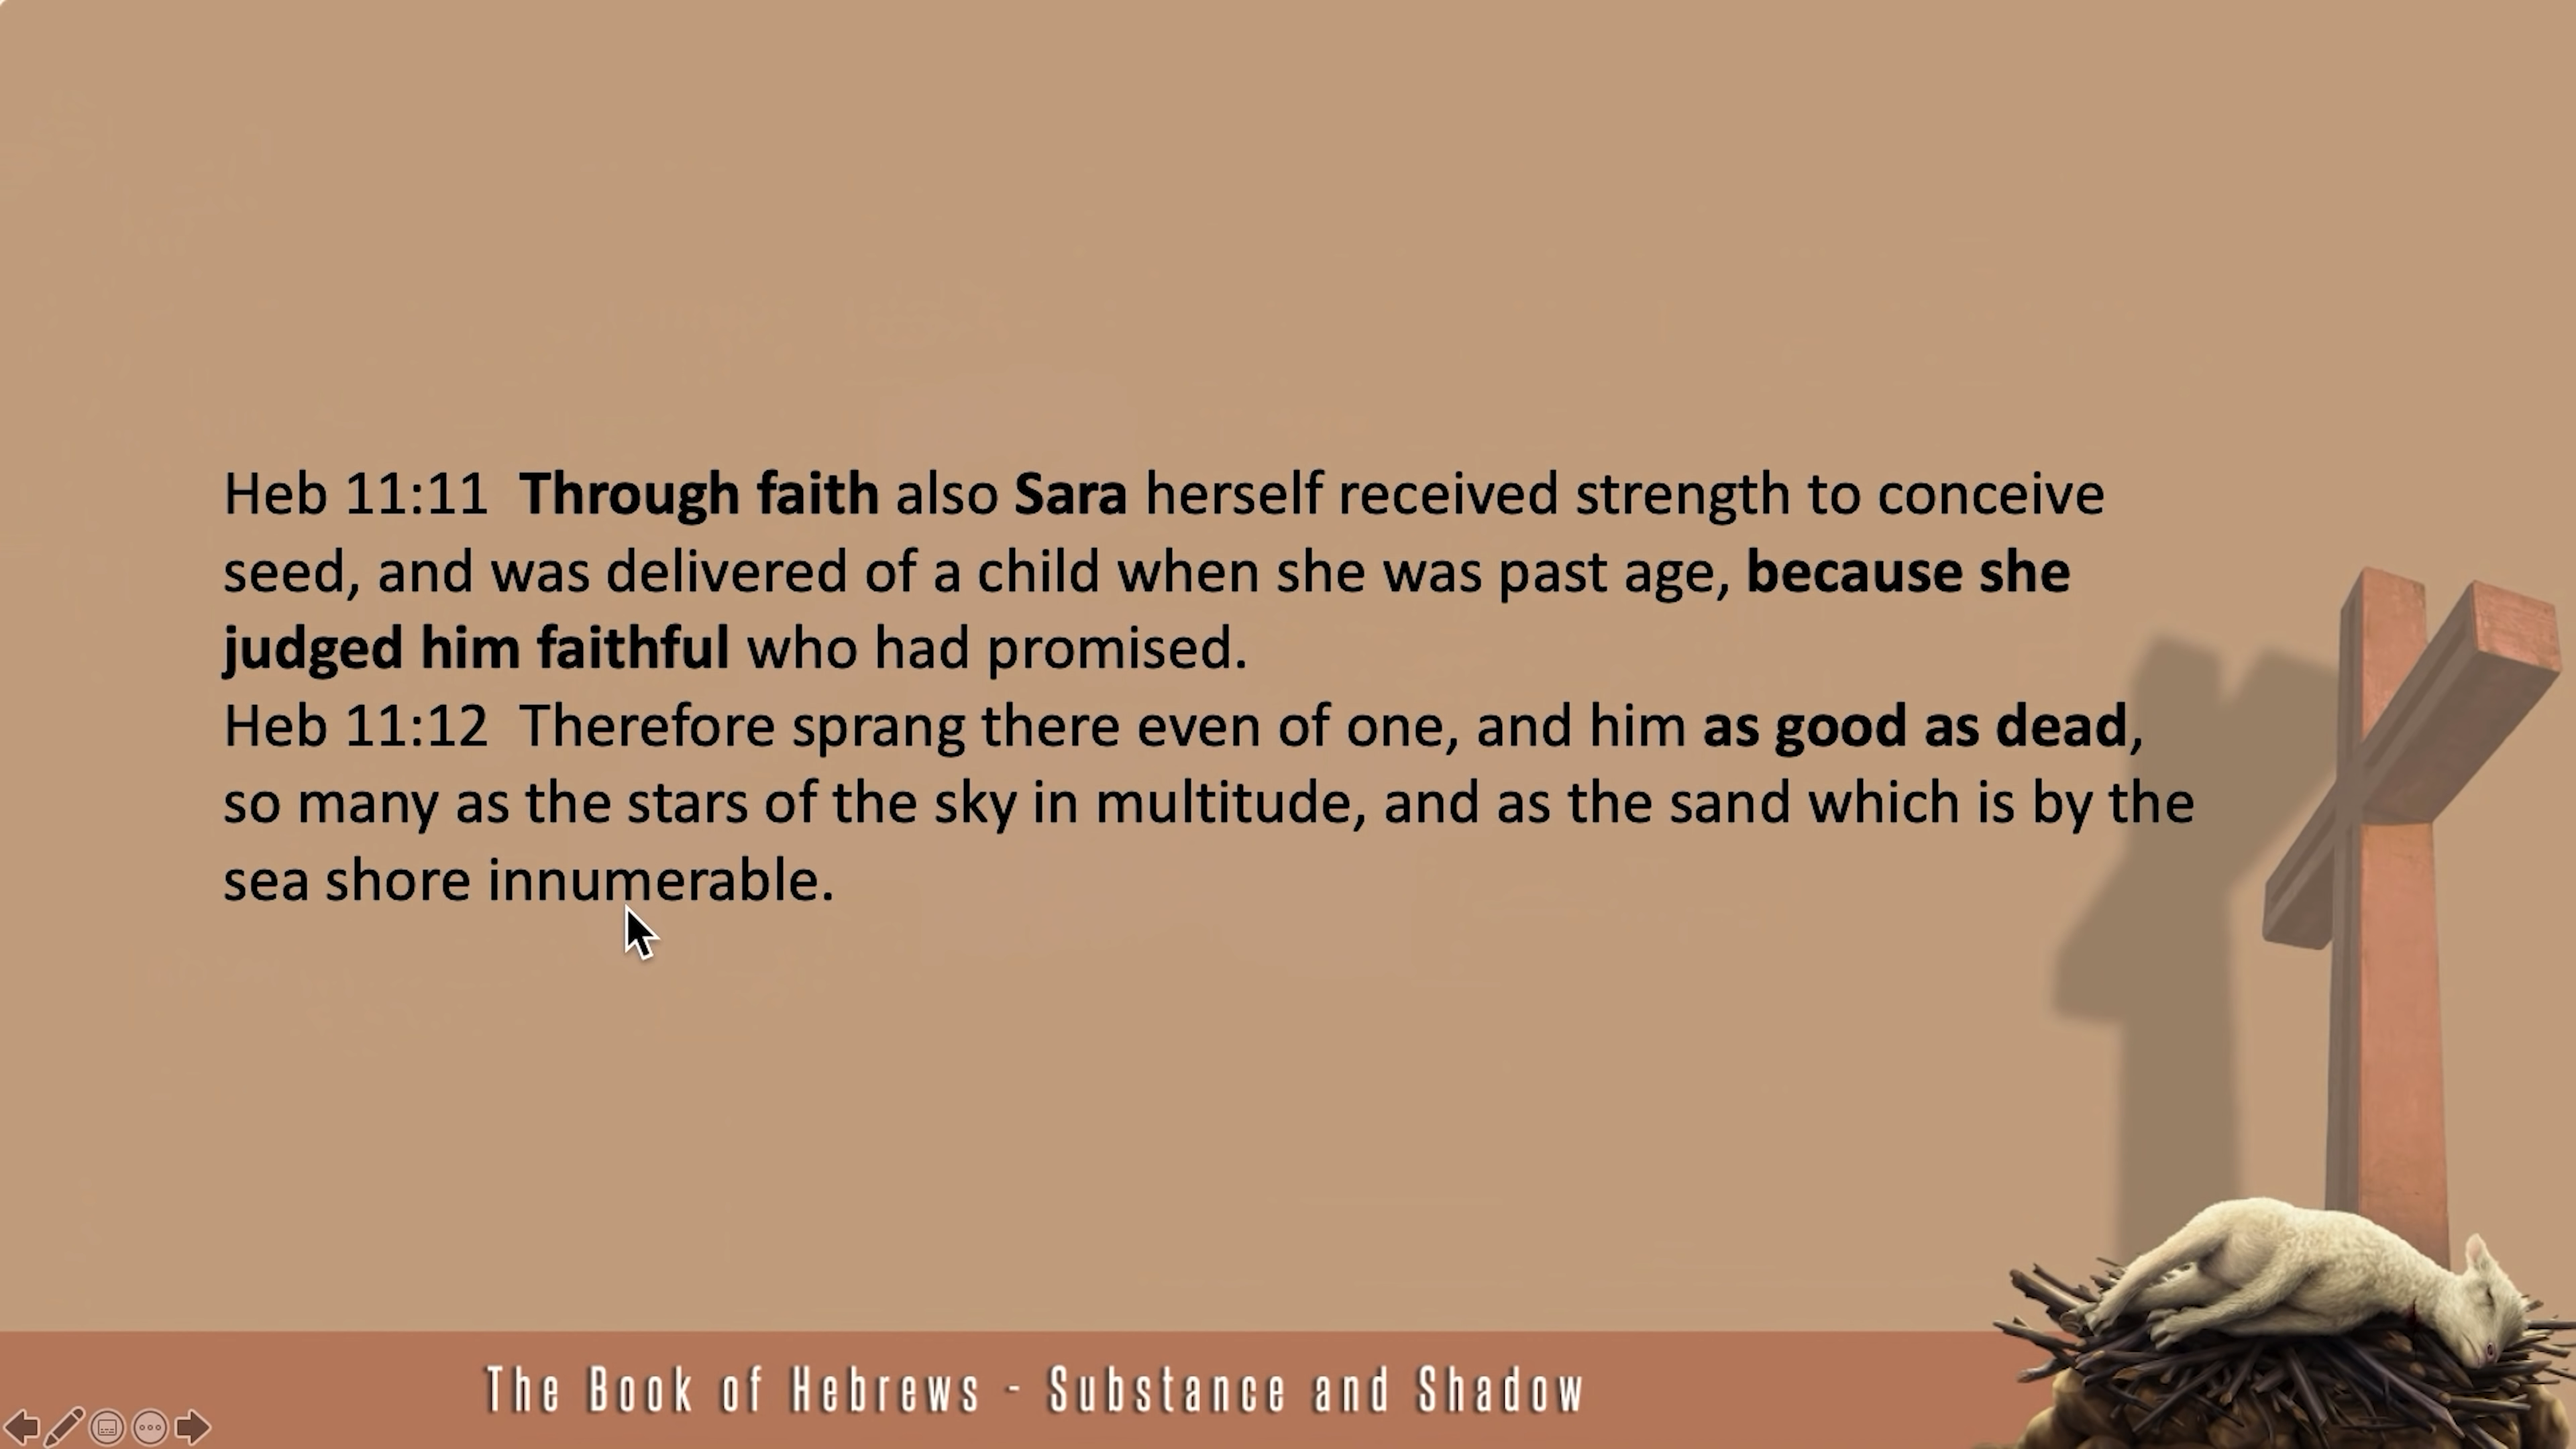 Heb 11:11  Through faith also Sara herself received strength to conceive
seed, and was delivered of a child when she was past age, because she
judged him faithful who had promised.
Heb 11:12  Therefore sprang there even of one, and him as good as dead,
so many as the stars of the sky in multitude, and as the sand which is by the
sea shore innumerable.
The Book of Hebrews - Substance and Shadow